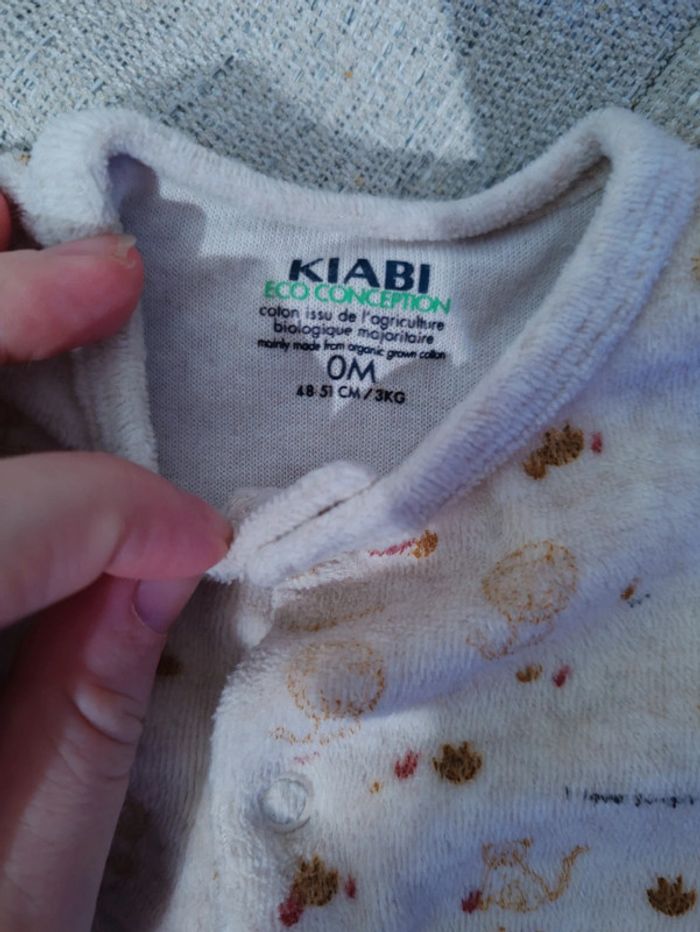 KIABI
ECO CONCEPTION
coton issu de l'agriculture
biologique majoritaire
mainly made from organic grown cotton
0M
48-51 CM / 3KG
I love